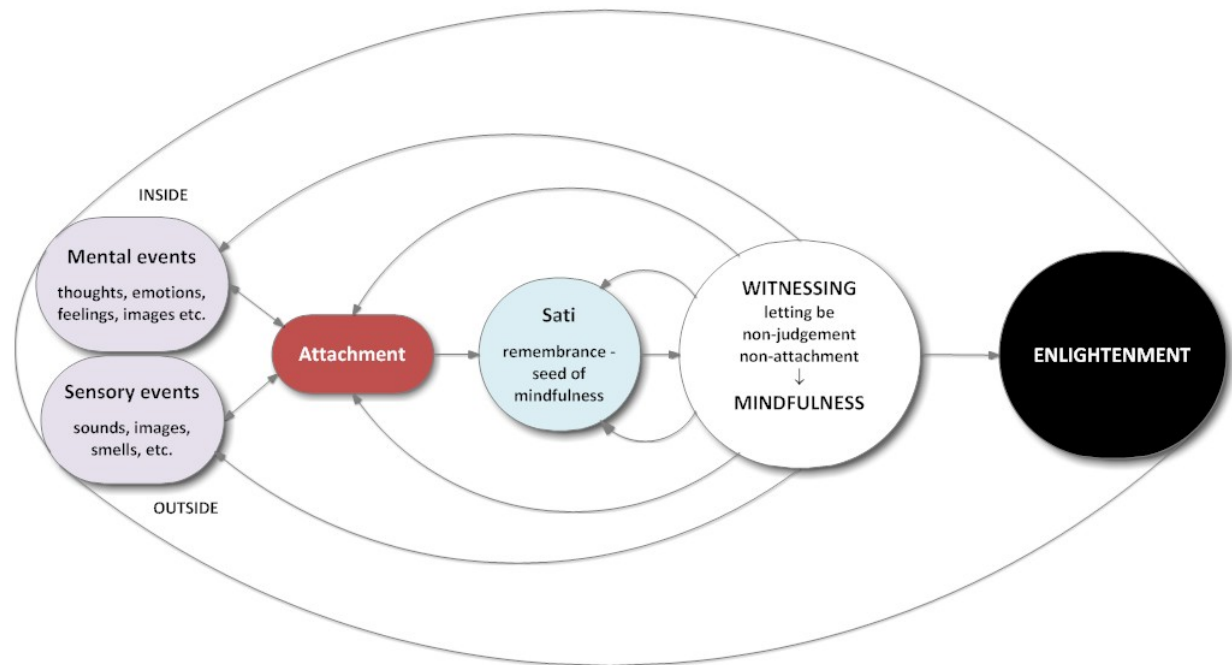 INSIDE
Mental events
thoughts, emotions,
feelings, images etc.
Sensory events
sounds, images,
smells, etc.
OUTSIDE
Attachment
Sati
remembrance -
seed of
mindfulness
WITNESSING
letting be
non-judgement
non-attachment
↓
MINDFULNESS
ENLIGHTENMENT